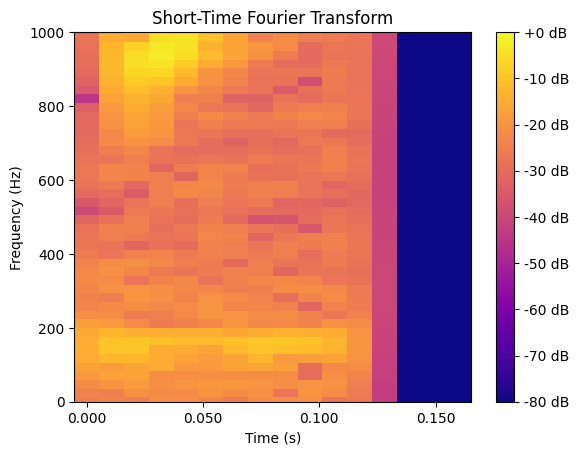 Short-Time Fourier Transform
Frequency (Hz)
1000
800
600
400
200
0
0.000
0.050
0.100
0.150
Time (s)
+0 dB
-10 dB
-20 dB
-30 dB
-40 dB
-50 dB
-60 dB
-70 dB
-80 dB